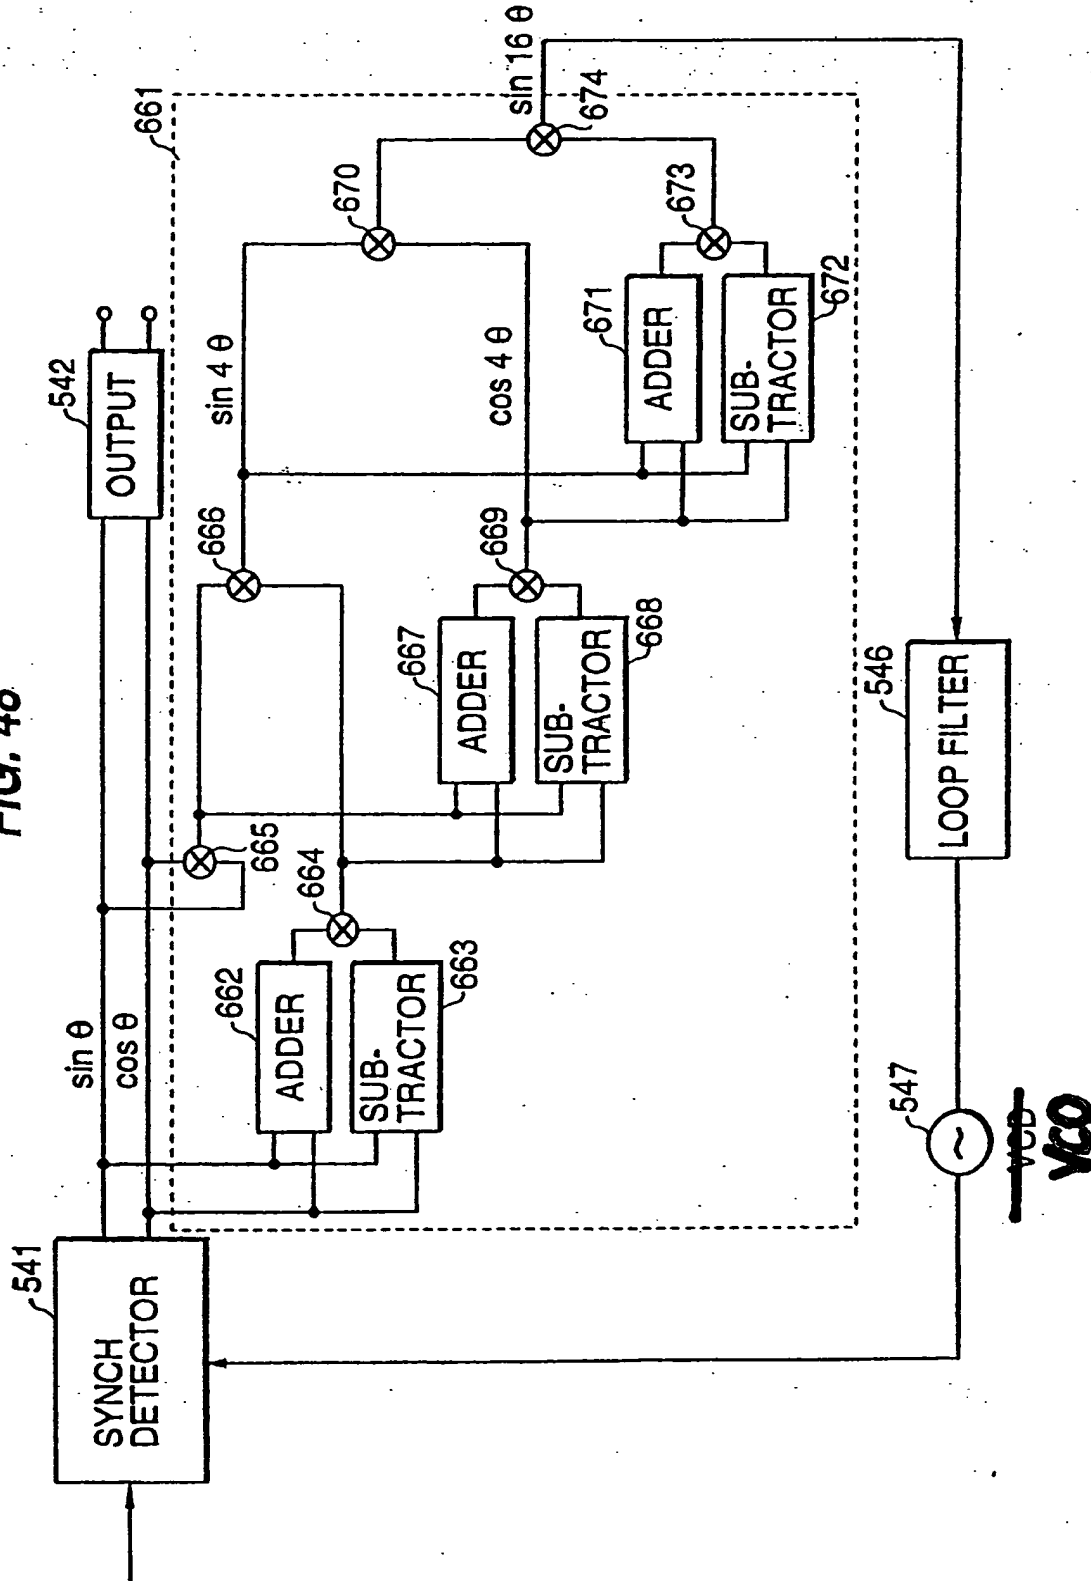 FIG. 48
541
SYNCH
DETECTOR
sin θ
cos θ
542
OUTPUT
661
662
ADDER
663
SUB-
TRACTOR
664
665
666
667
ADDER
668
SUB-
TRACTOR
669
sin 4 θ
cos 4 θ
670
671
ADDER
672
SUB-
TRACTOR
673
674
sin 16 θ
547
VCO
546
LOOP FILTER